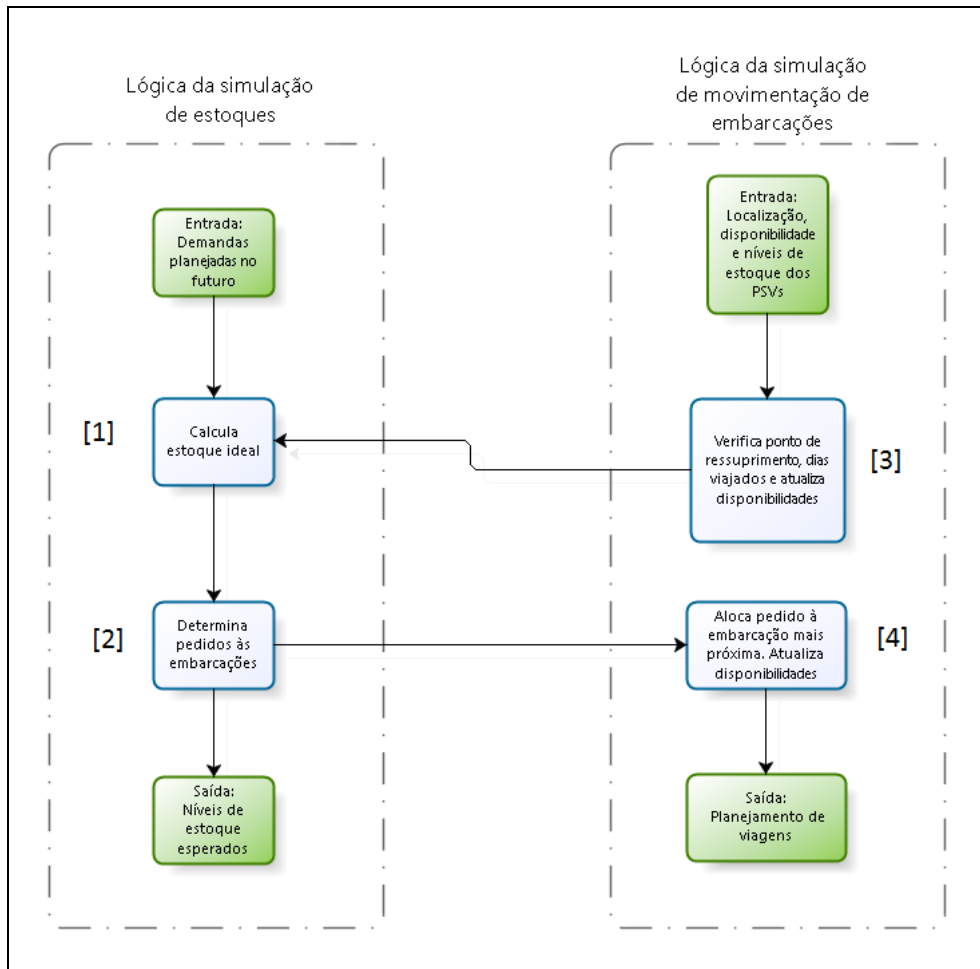 Lógica da simulação
de estoques
Entrada:
Demandas
planejadas no
futuro
[1]
Calcula
estoque ideal
[2]
Determina
pedidos às
embarcações
Saída:
Níveis de
estoque
esperados
Lógica da simulação
de movimentação de
embarcações
Entrada:
Localização,
disponibilidade
e níveis de
estoque dos
PSVs
Verifica ponto de
ressuprimento, dias
viajados e atualiza
disponibilidades
[3]
Aloca pedido à
embarcação mais
próxima. Atualiza
disponibilidades
[4]
Saída:
Planejamento de
viagens